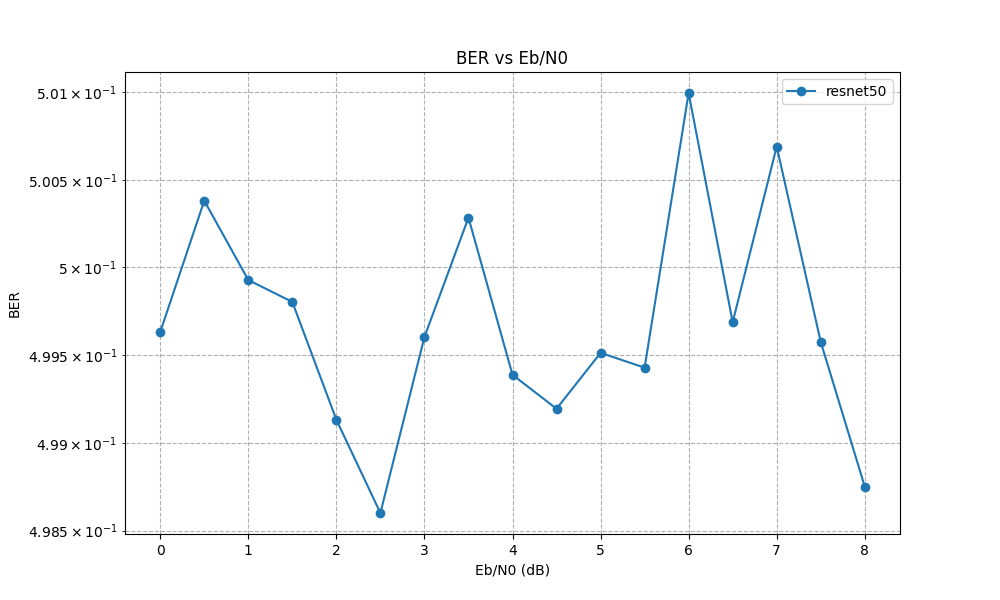 BER vs Eb/N0
resnet50
5.01 × 10⁻¹
5.005 × 10⁻¹
5 × 10⁻¹
4.995 × 10⁻¹
4.99 × 10⁻¹
4.985 × 10⁻¹
BER
0 1 2 3 4 5 6 7 8
Eb/N0 (dB)